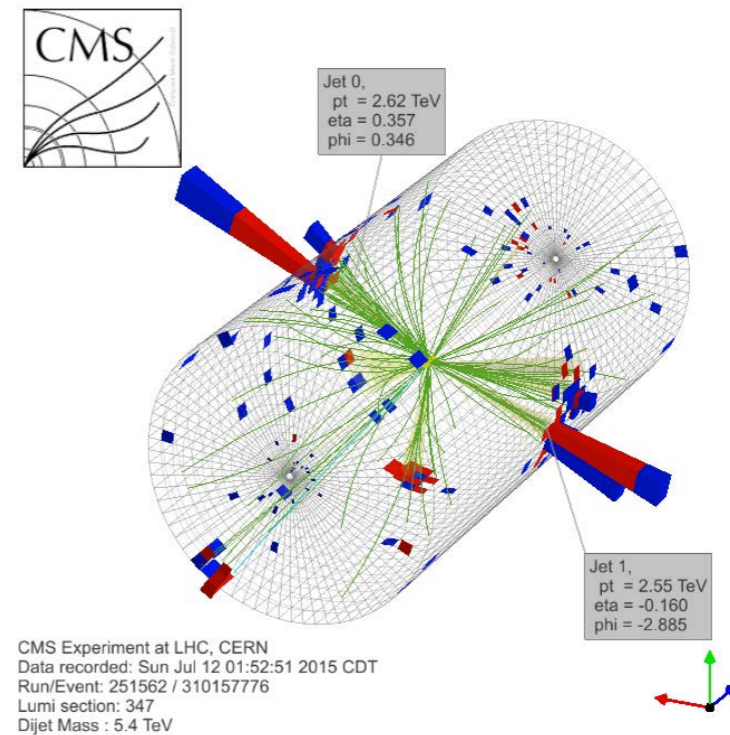 CMS
Jet 0,
pt = 2.62 TeV
eta = 0.357
phi = 0.346
Jet 1,
pt = 2.55 TeV
eta = -0.160
phi = -2.885
CMS Experiment at LHC, CERN
Data recorded: Sun Jul 12 01:52:51 2015 CDT
Run/Event: 251562 / 310157776
Lumi section: 347
Dijet Mass : 5.4 TeV